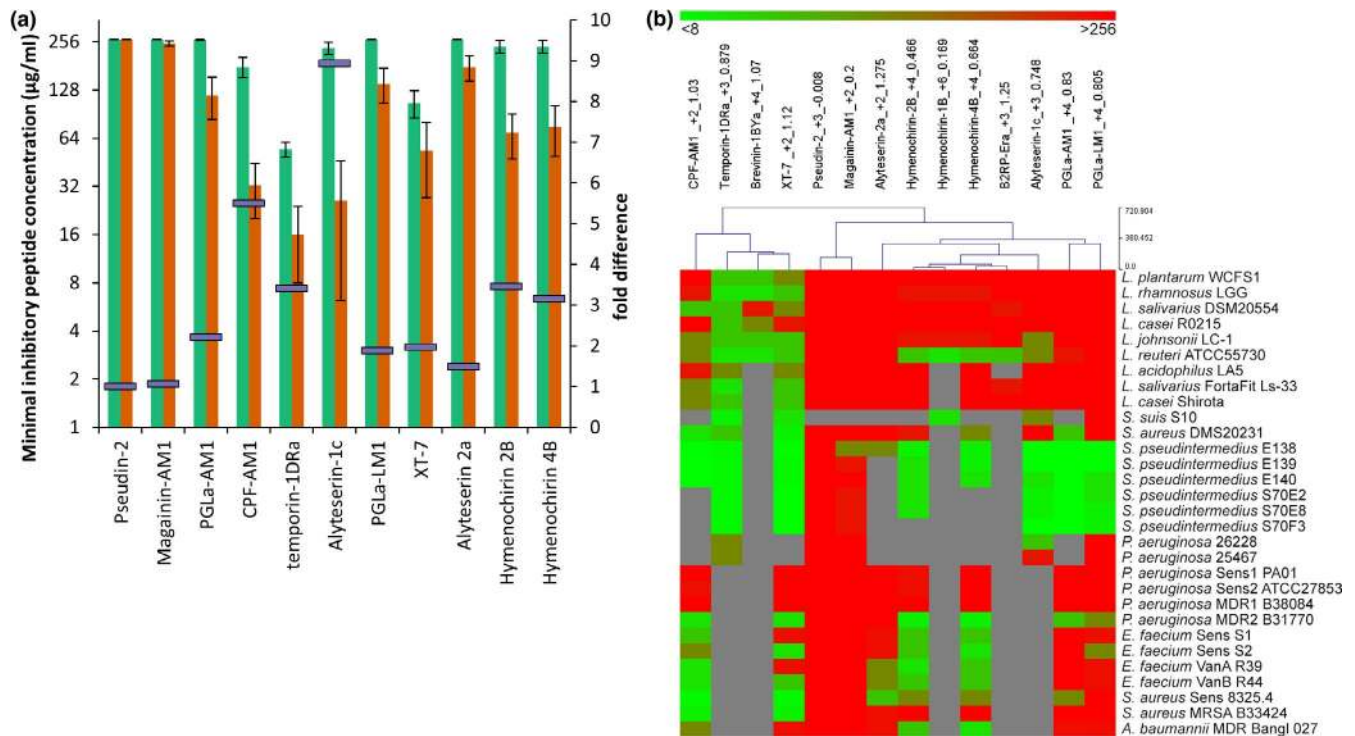 (a)
Minimal inhibitory peptide concentration (µg/ml)
256
128
64
32
16
8
4
2
1
10
9
8
7
6
5
4
3
2
1
0
fold difference
Pseudin-2
Magainin-AM1
PGLa-AM1
CPF-AM1
temporin-1DRa
Alyteserin-1c
PGLa-LM1
XT-7
Alyteserin 2a
Hymenochirin 2B
Hymenochirin 4B
(b)
<8
>256
CPF-AM1 _+2_1.03
Temporin-1DRa_+3_0.879
Brevinin-1BYa_+4_1.07
XT-7 _+2_1.12
Pseudin-2_+3_-0.008
Magainin-AM1_+2_0.2
Alyteserin-2a_+2_1.275
Hymenochirin-2B_+4_0.466
Hymenochirin-1B_+6_0.169
Hymenochirin-4B_+4_0.664
B2RP-Era_+3_1.25
Alyteserin-1c_+3_0.748
PGLa-AM1_+4_0.83
PGLa-LM1_+4_0.805
720.904
360.452
0.0
L. plantarum WCFS1
L. rhamnosus LGG
L. salivarius DSM20554
L. casei R0215
L. johnsonii LC-1
L. reuteri ATCC55730
L. acidophilus LA5
L. salivarius FortaFit Ls-33
L. casei Shirota
S. suis S10
S. aureus DMS20231
S. pseudintermedius E138
S. pseudintermedius E139
S. pseudintermedius E140
S. pseudintermedius S70E2
S. pseudintermedius S70E8
S. pseudintermedius S70F3
P. aeruginosa 26228
P. aeruginosa 25467
P. aeruginosa Sens1 PA01
P. aeruginosa Sens2 ATCC27853
P. aeruginosa MDR1 B38084
P. aeruginosa MDR2 B31770
E. faecium Sens S1
E. faecium Sens S2
E. faecium VanA R39
E. faecium VanB R44
S. aureus Sens 8325.4
S. aureus MRSA B33424
A. baumannii MDR Bangl 027